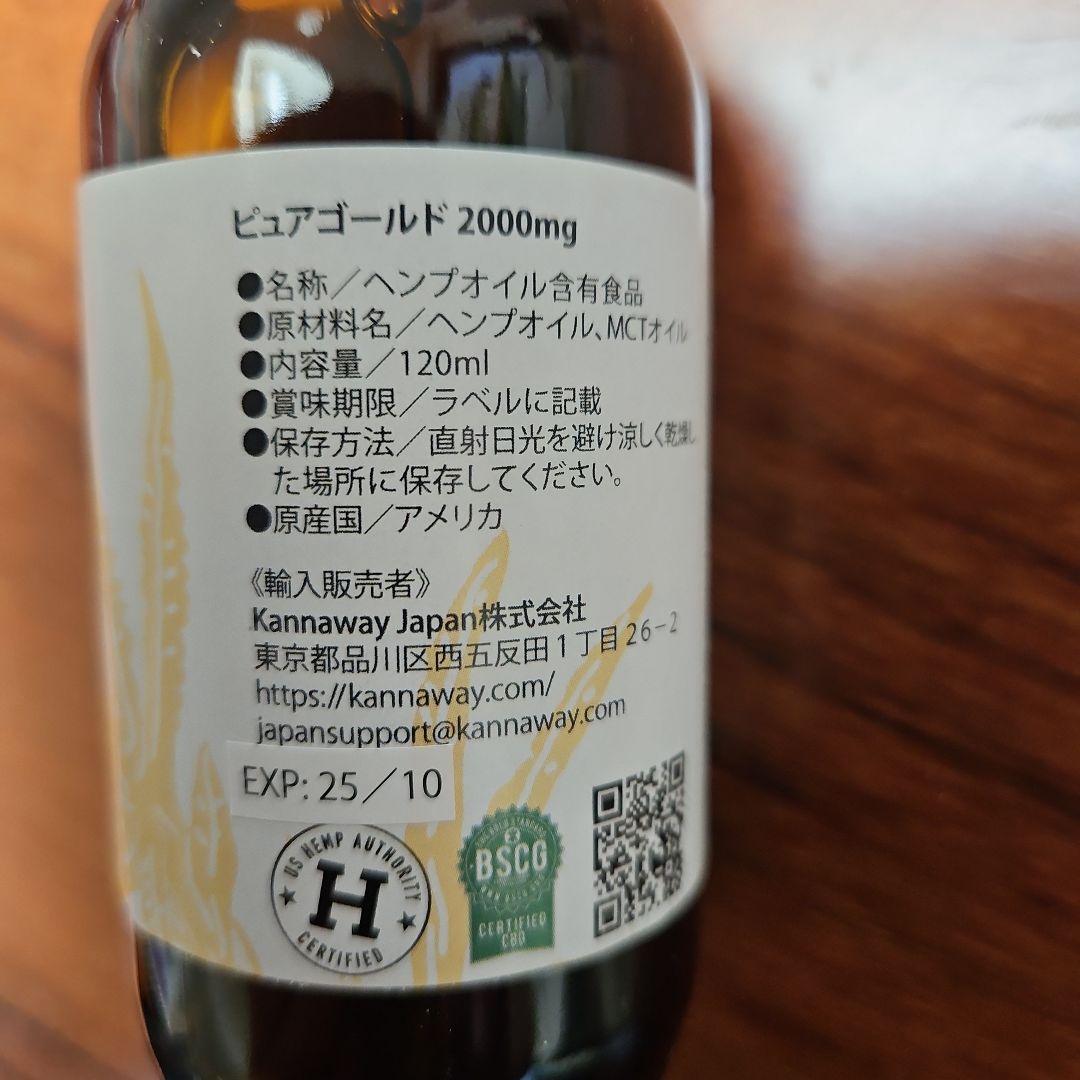 ピュアゴールド 2000mg
●名称／ヘンプオイル含有食品
●原材料名／ヘンプオイル、MCTオイル
●内容量／120ml
●賞味期限／ラベルに記載
●保存方法／直射日光を避け涼しく乾燥し
た場所に保存してください。
●原産国／アメリカ
《輸入販売者》
Kannaway Japan株式会社
東京都品川区西五反田1丁目26-2
https://kannaway.com/
japansupport@kannaway.com
EXP: 25／10
US HEMP AUTHORITY
H
CERTIFIED
BSCG
CERTIFIED
CBD